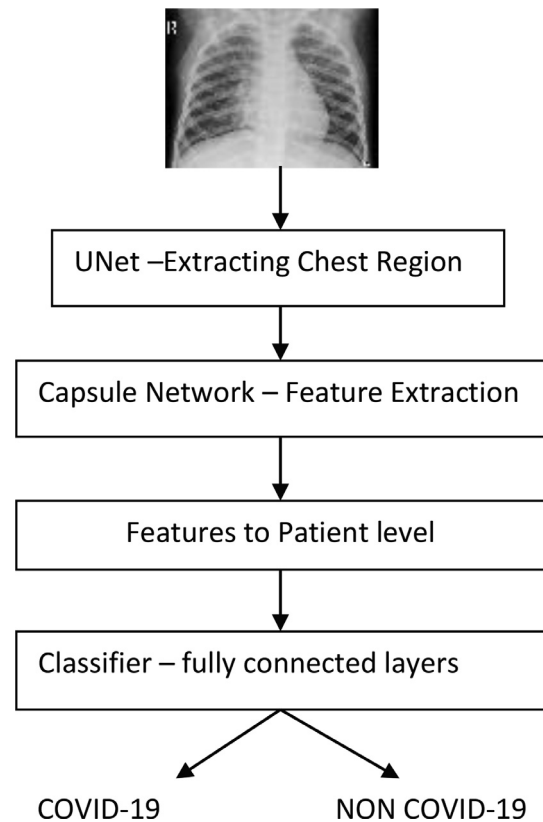 R
UNet –Extracting Chest Region
Capsule Network – Feature Extraction
Features to Patient level
Classifier – fully connected layers
COVID-19
NON COVID-19